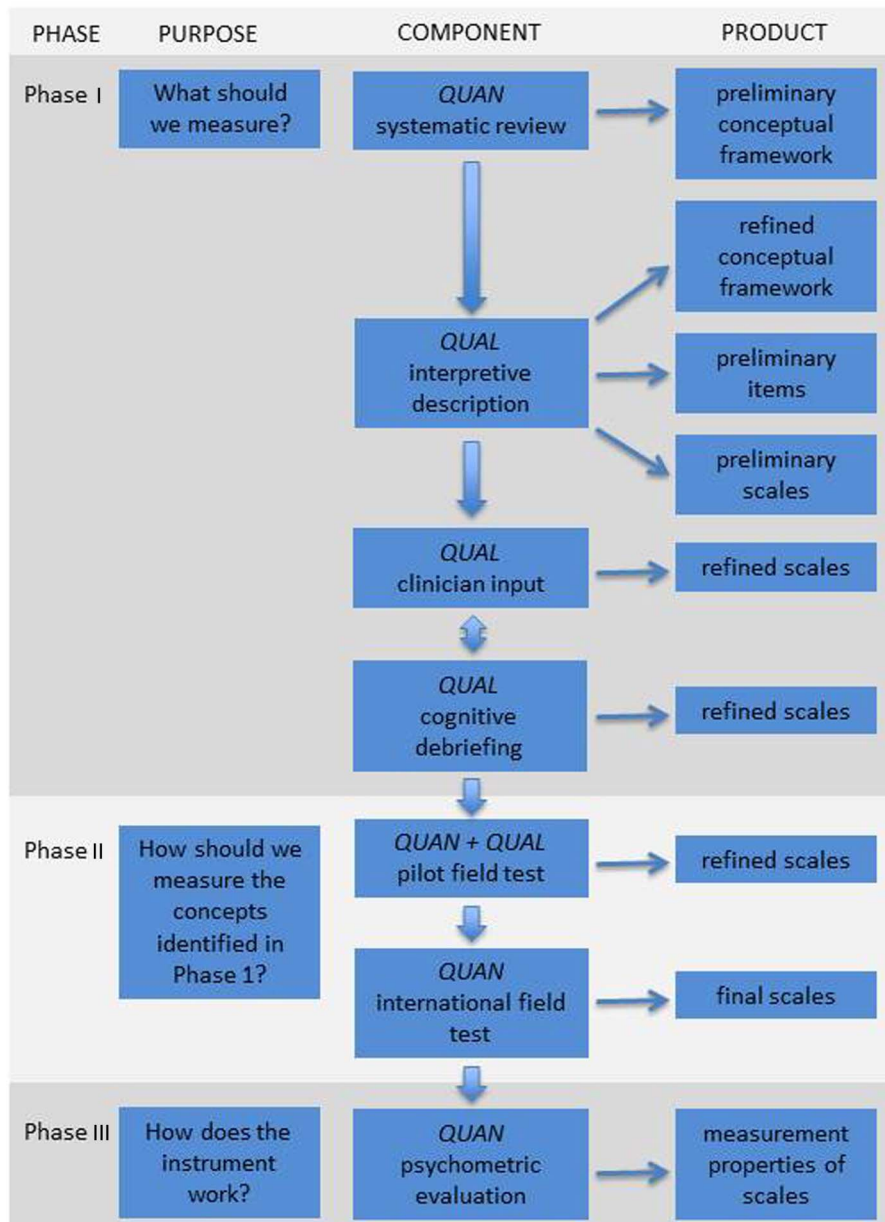 PHASE PURPOSE COMPONENT PRODUCT
Phase I
What should
we measure?
QUAN
systematic review
preliminary
conceptual
framework
refined
conceptual
framework
QUAL
interpretive
description
preliminary
items
preliminary
scales
QUAL
clinician input
refined scales
QUAL
cognitive
debriefing
refined scales
Phase II
How should we
measure the
concepts
identified in
Phase 1?
QUAN + QUAL
pilot field test
refined scales
QUAN
international field
test
final scales
Phase III
How does the
instrument
work?
QUAN
psychometric
evaluation
measurement
properties of
scales